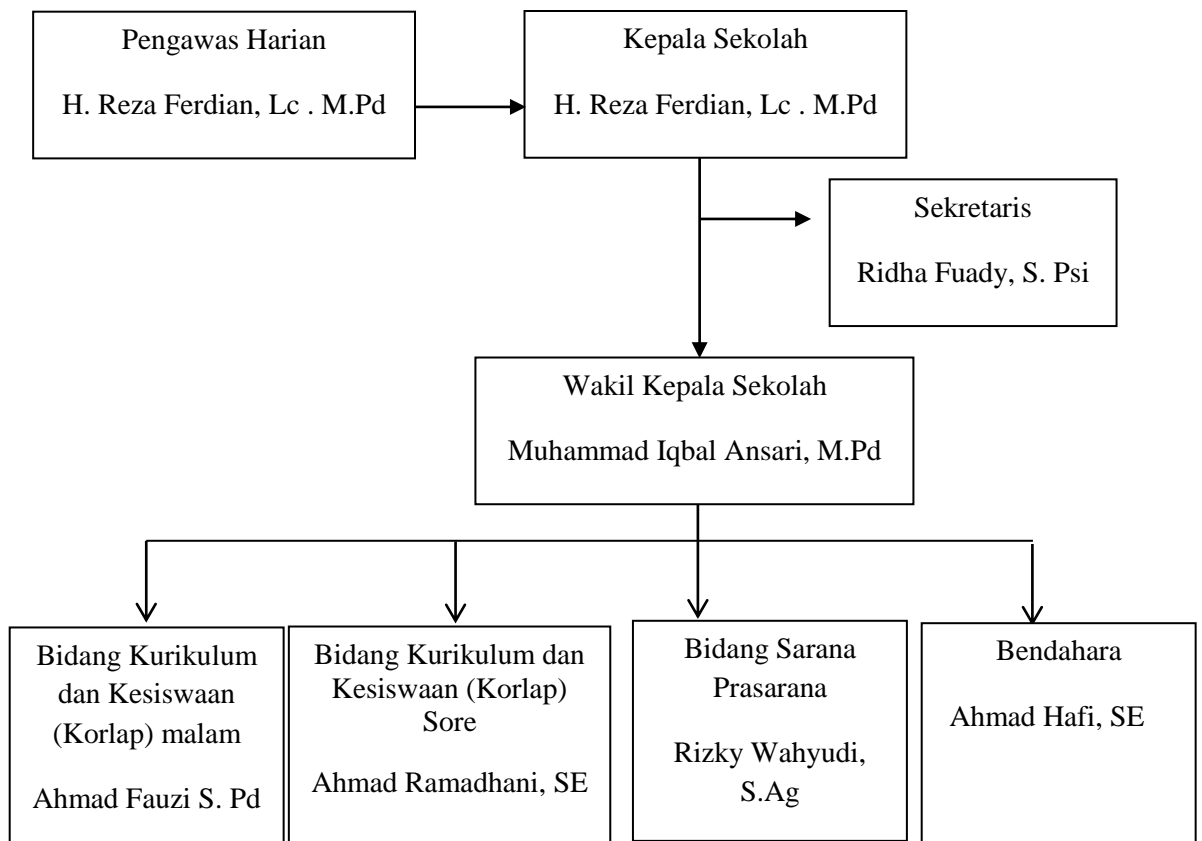 Pengawas Harian
H. Reza Ferdian, Lc . M.Pd
Kepala Sekolah
H. Reza Ferdian, Lc . M.Pd
Sekretaris
Ridha Fuady, S. Psi
Wakil Kepala Sekolah
Muhammad Iqbal Ansari, M.Pd
Bidang Kurikulum
dan Kesiswaan
(Korlap) malam
Ahmad Fauzi S. Pd
Bidang Kurikulum dan
Kesiswaan (Korlap)
Sore
Ahmad Ramadhani, SE
Bidang Sarana
Prasarana
Rizky Wahyudi,
S.Ag
Bendahara
Ahmad Hafi, SE